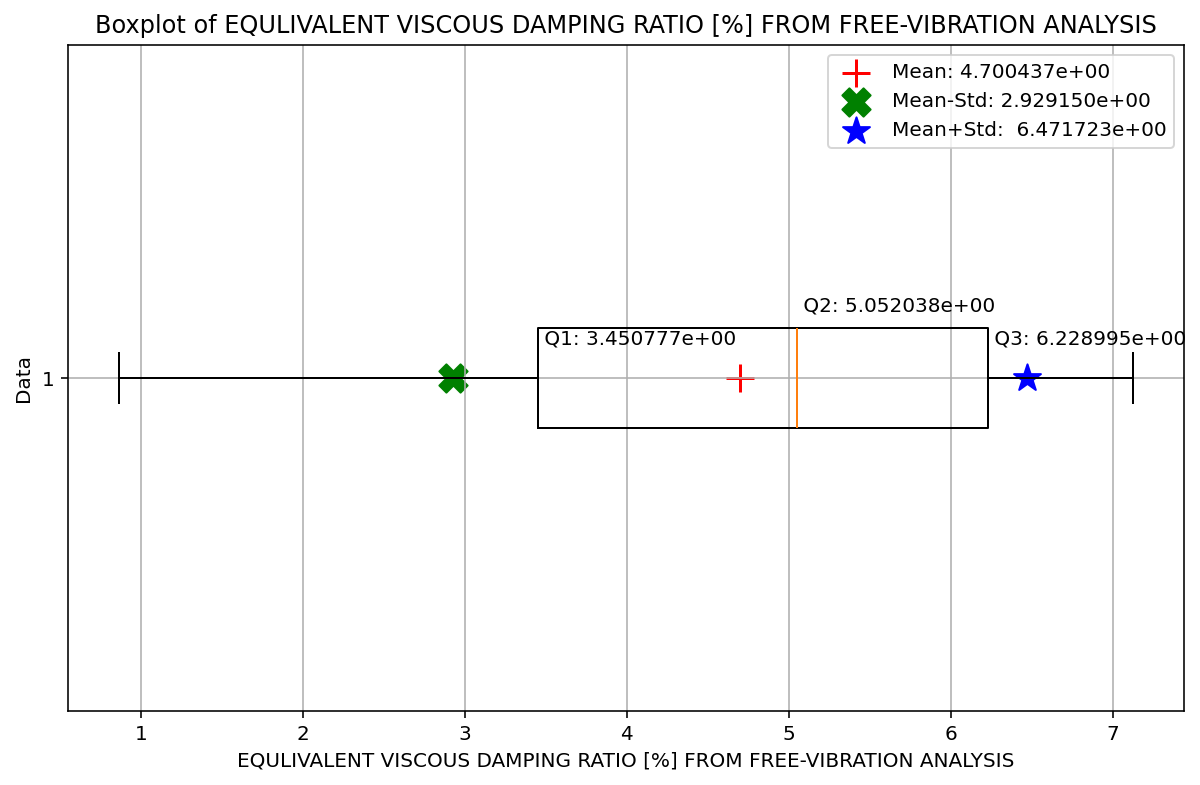 Boxplot of EQULIVALENT VISCOUS DAMPING RATIO [%] FROM FREE-VIBRATION ANALYSIS
Mean: 4.700437e+00
Mean-Std: 2.929150e+00
Mean+Std:  6.471723e+00
Q2: 5.052038e+00
Q1: 3.450777e+00
Q3: 6.228995e+00
Data
1
1 2 3 4 5 6 7
EQULIVALENT VISCOUS DAMPING RATIO [%] FROM FREE-VIBRATION ANALYSIS